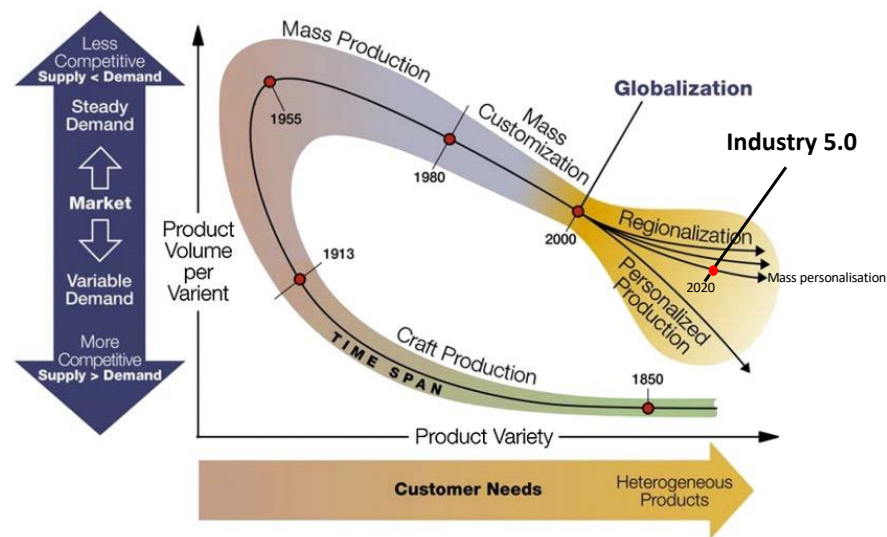 Less
Competitive
Supply < Demand
Steady
Demand
Market
Variable
Demand
More
Competitive
Supply > Demand
Product
Volume
per
Varient
Mass Production
1955
1980
Mass
Customization
Globalization
Industry 5.0
2000
Regionalization
2020
Mass personalisation
Personalized
Production
1913
Craft Production
TIME SPAN
1850
Product Variety
Customer Needs
Heterogeneous
Products